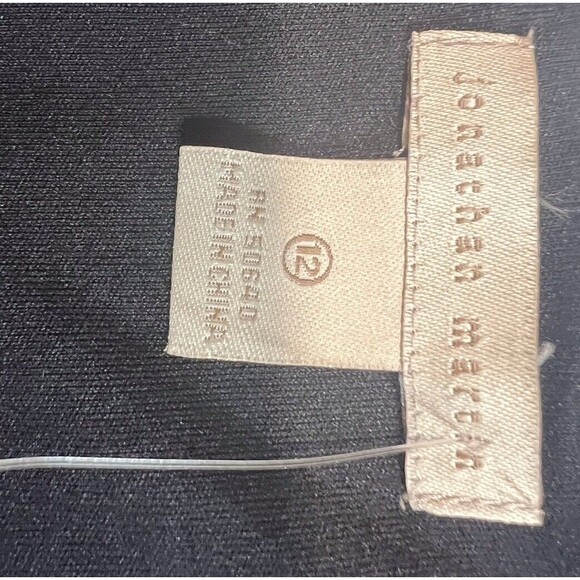 jonathan martin
12
RN 50640
MADE IN CHINA